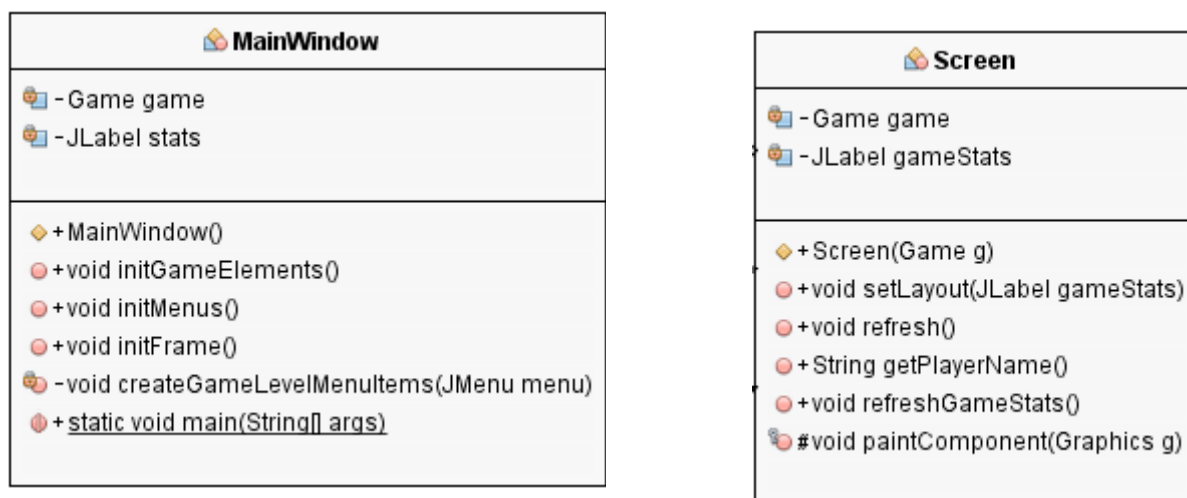 MainWindow
-Game game
-JLabel stats
+MainWindow()
+void initGameElements()
+void initMenus()
+void initFrame()
-void createGameLevelMenuItems(JMenu menu)
+static void main(String[] args)
Screen
-Game game
-JLabel gameStats
+Screen(Game g)
+void setLayout(JLabel gameStats)
+void refresh()
+String getPlayerName()
+void refreshGameStats()
#void paintComponent(Graphics g)